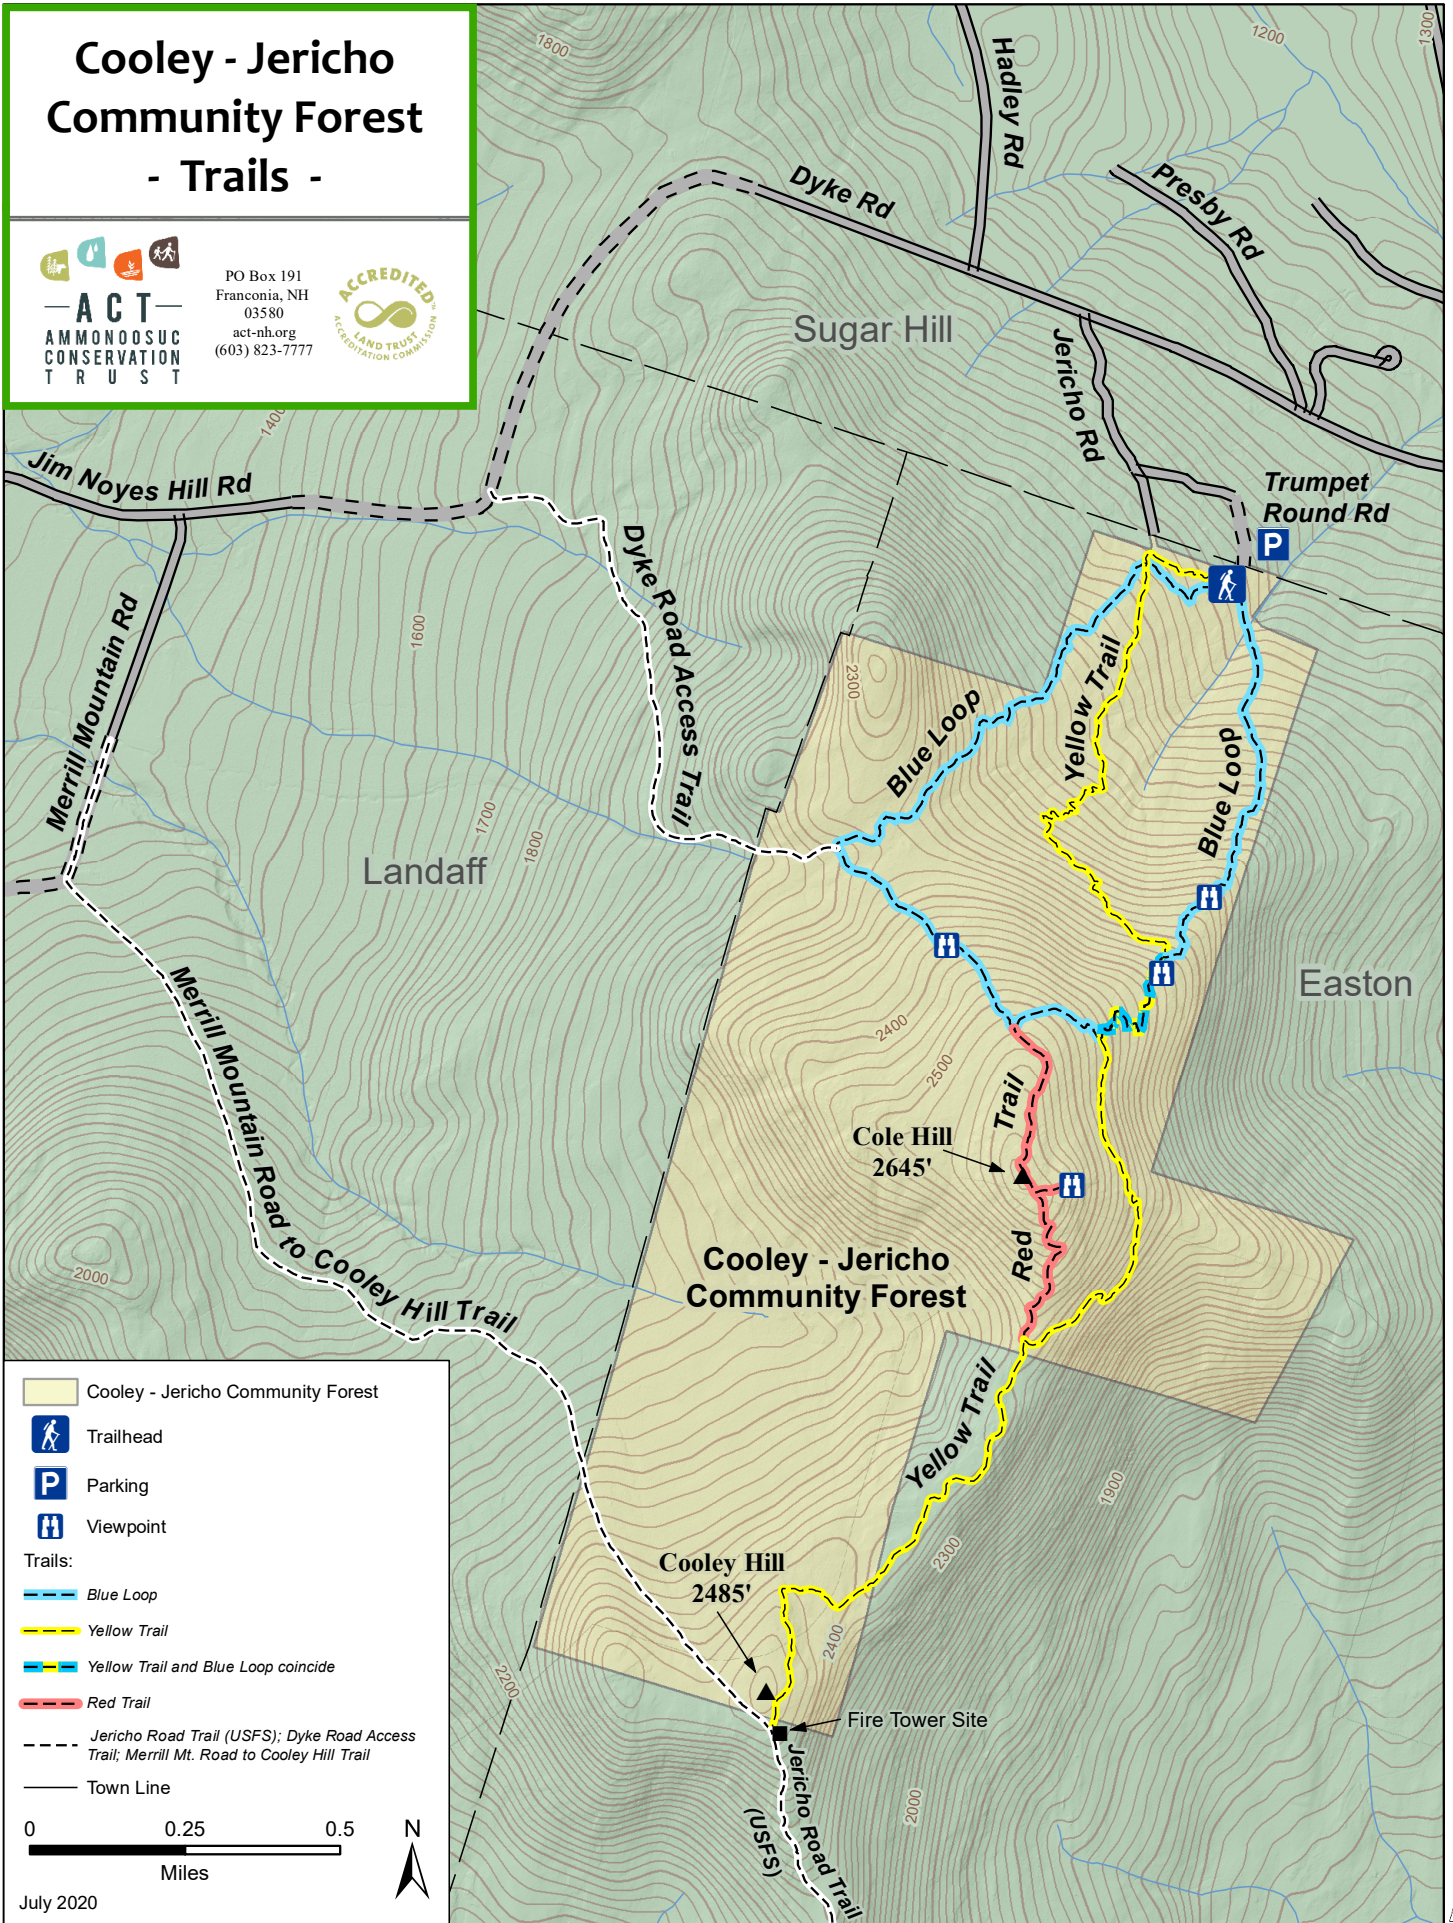 Cooley - Jericho
Community Forest
- Trails -
ACT
AMMONOOSUC
CONSERVATION
TRUST
PO Box 191
Franconia, NH
03580
act-nh.org
(603) 823-7777
ACCREDITED
LAND TRUST
ACCREDITATION COMMISSION
1800
1200
1300
Hadley Rd
Dyke Rd
Presby Rd
Sugar Hill
Jericho Rd
1400
Jim Noyes Hill Rd
Trumpet
Round Rd
P
Dyke Road Access Trail
1600
Merrill Mountain Rd
2300
Yellow Trail
Blue Loop
Blue Loop
1700
1800
Landaff
Easton
Merrill Mountain Road to Cooley Hill Trail
2400
2500
Red Trail
Cole Hill
2645'
2000
Cooley - Jericho
Community Forest
Yellow Trail
1900
2300
Cooley Hill
2485'
2400
2200
Fire Tower Site
Jericho Road Trail
(USFS)
2000
Cooley - Jericho Community Forest
Trailhead
P
Parking
Viewpoint
Trails:
Blue Loop
Yellow Trail
Yellow Trail and Blue Loop coincide
Red Trail
Jericho Road Trail (USFS); Dyke Road Access
Trail; Merrill Mt. Road to Cooley Hill Trail
Town Line
0 0.25 0.5
Miles
N
July 2020